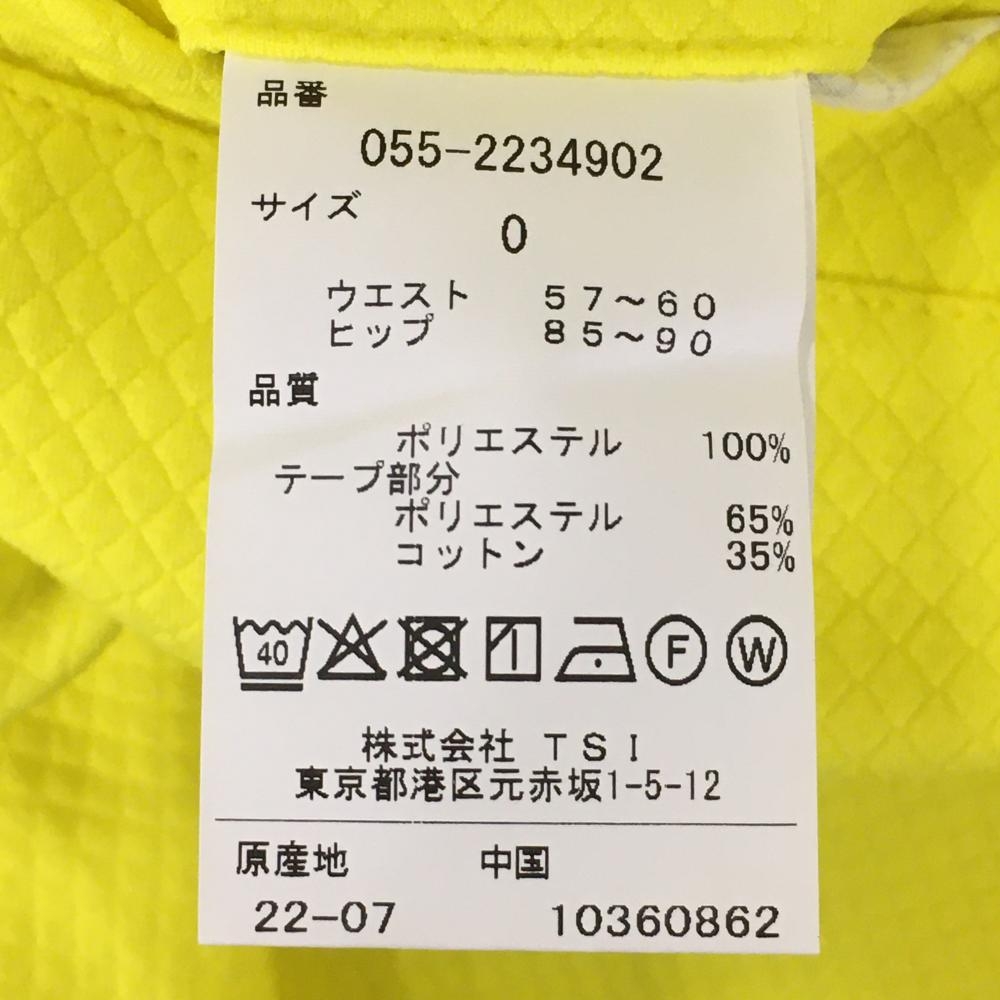 品番
055-2234902
サイズ
0
ウエスト 57〜60
ヒップ 85〜90
品質
ポリエステル 100%
テープ部分
ポリエステル 65%
コットン 35%
40 F W
株式会社 TSI
東京都港区元赤坂1-5-12
原産地 中国
22-07 10360862